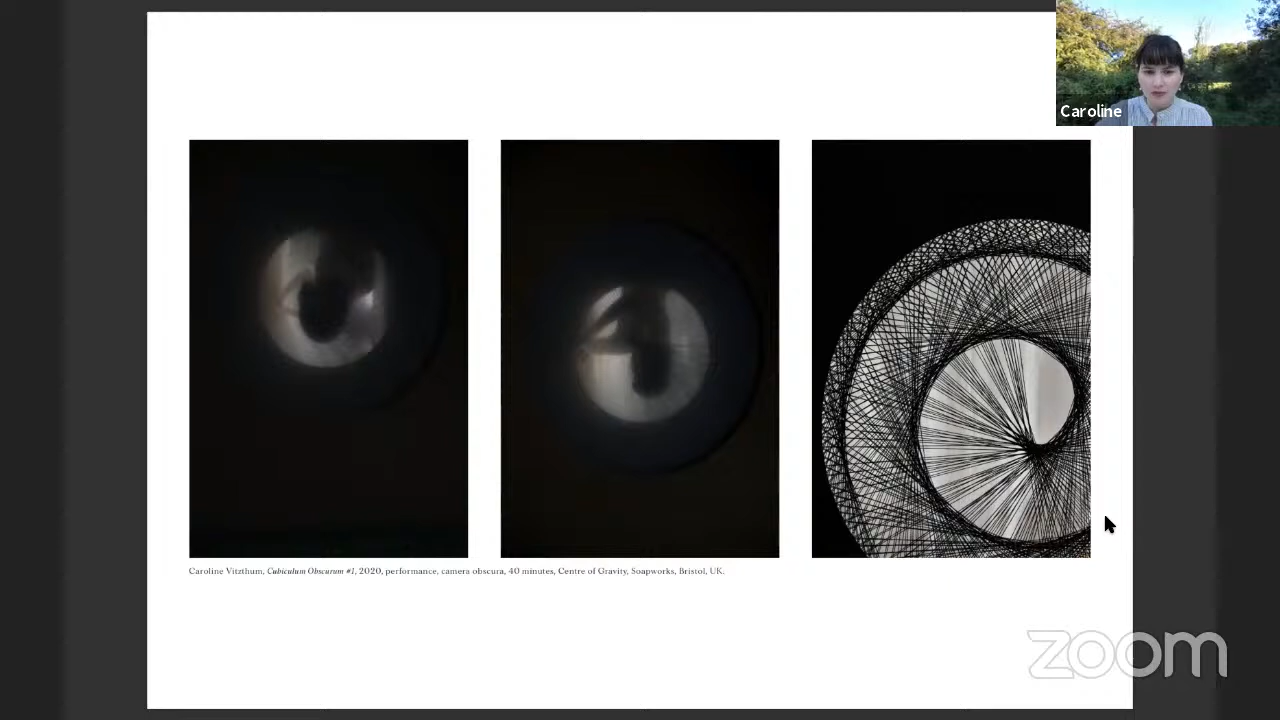 Caroline
Caroline Vitzthum, Cubiculum Obscurum #1, 2020, performance, camera obscura, 40 minutes, Centre of Gravity, Soapworks, Bristol, UK.
zoom